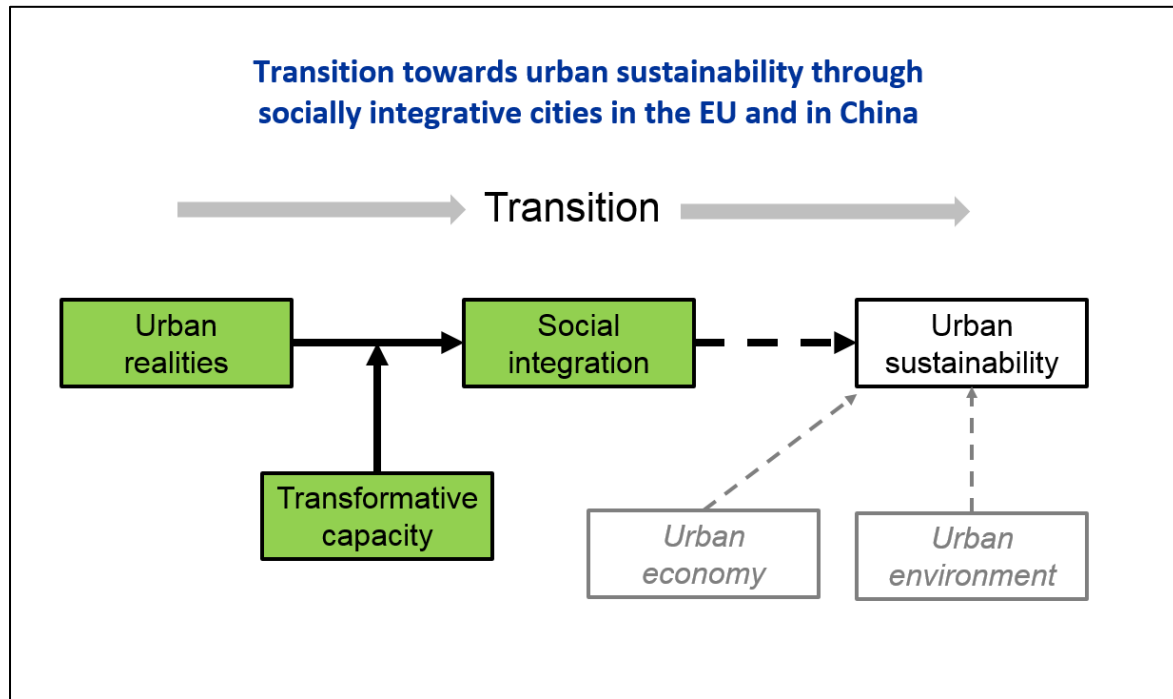 Transition towards urban sustainability through
socially integrative cities in the EU and in China
Transition
Urban
realities
Social
integration
Urban
sustainability
Transformative
capacity
Urban
economy
Urban
environment